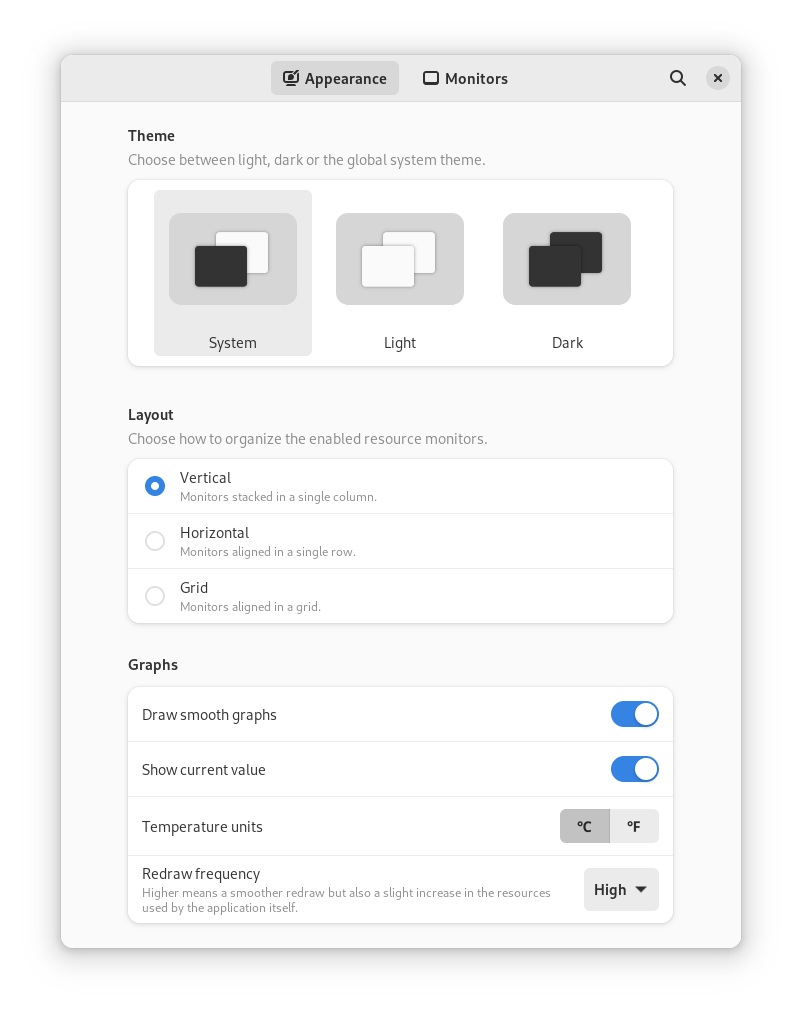 Appearance
Monitors
Theme
Choose between light, dark or the global system theme.
System
Light
Dark
Layout
Choose how to organize the enabled resource monitors.
Vertical
Monitors stacked in a single column.
Horizontal
Monitors aligned in a single row.
Grid
Monitors aligned in a grid.
Graphs
Draw smooth graphs
Show current value
Temperature units
°C
°F
Redraw frequency
Higher means a smoother redraw but also a slight increase in the resources
used by the application itself.
High